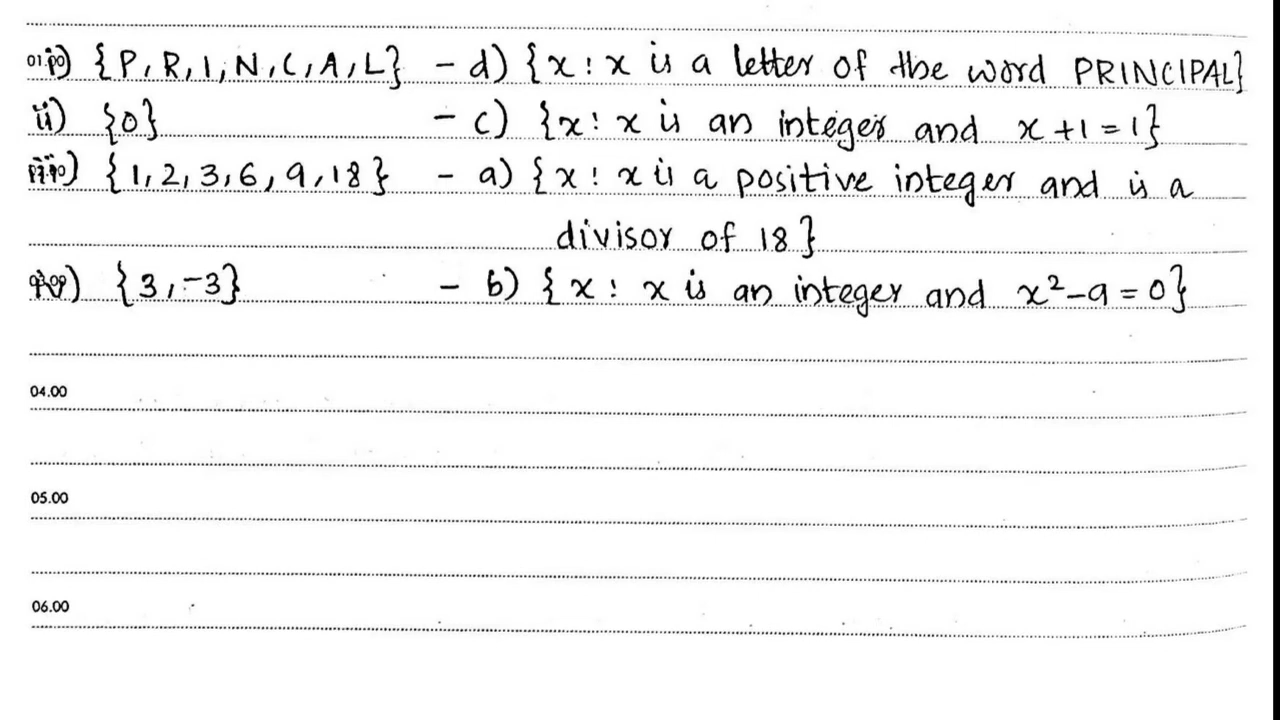 01.00
i) {P, R, I, N, C, A, L} - d) {x : x is a letter of the word PRINCIPAL}
ii) {0} - c) {x : x is an integer and x + 1 = 1}
iii) {1, 2, 3, 6, 9, 18} - a) {x : x is a positive integer and is a
divisor of 18}
iv) {3, -3} - b) {x : x is an integer and x² - 9 = 0}
04.00
05.00
06.00